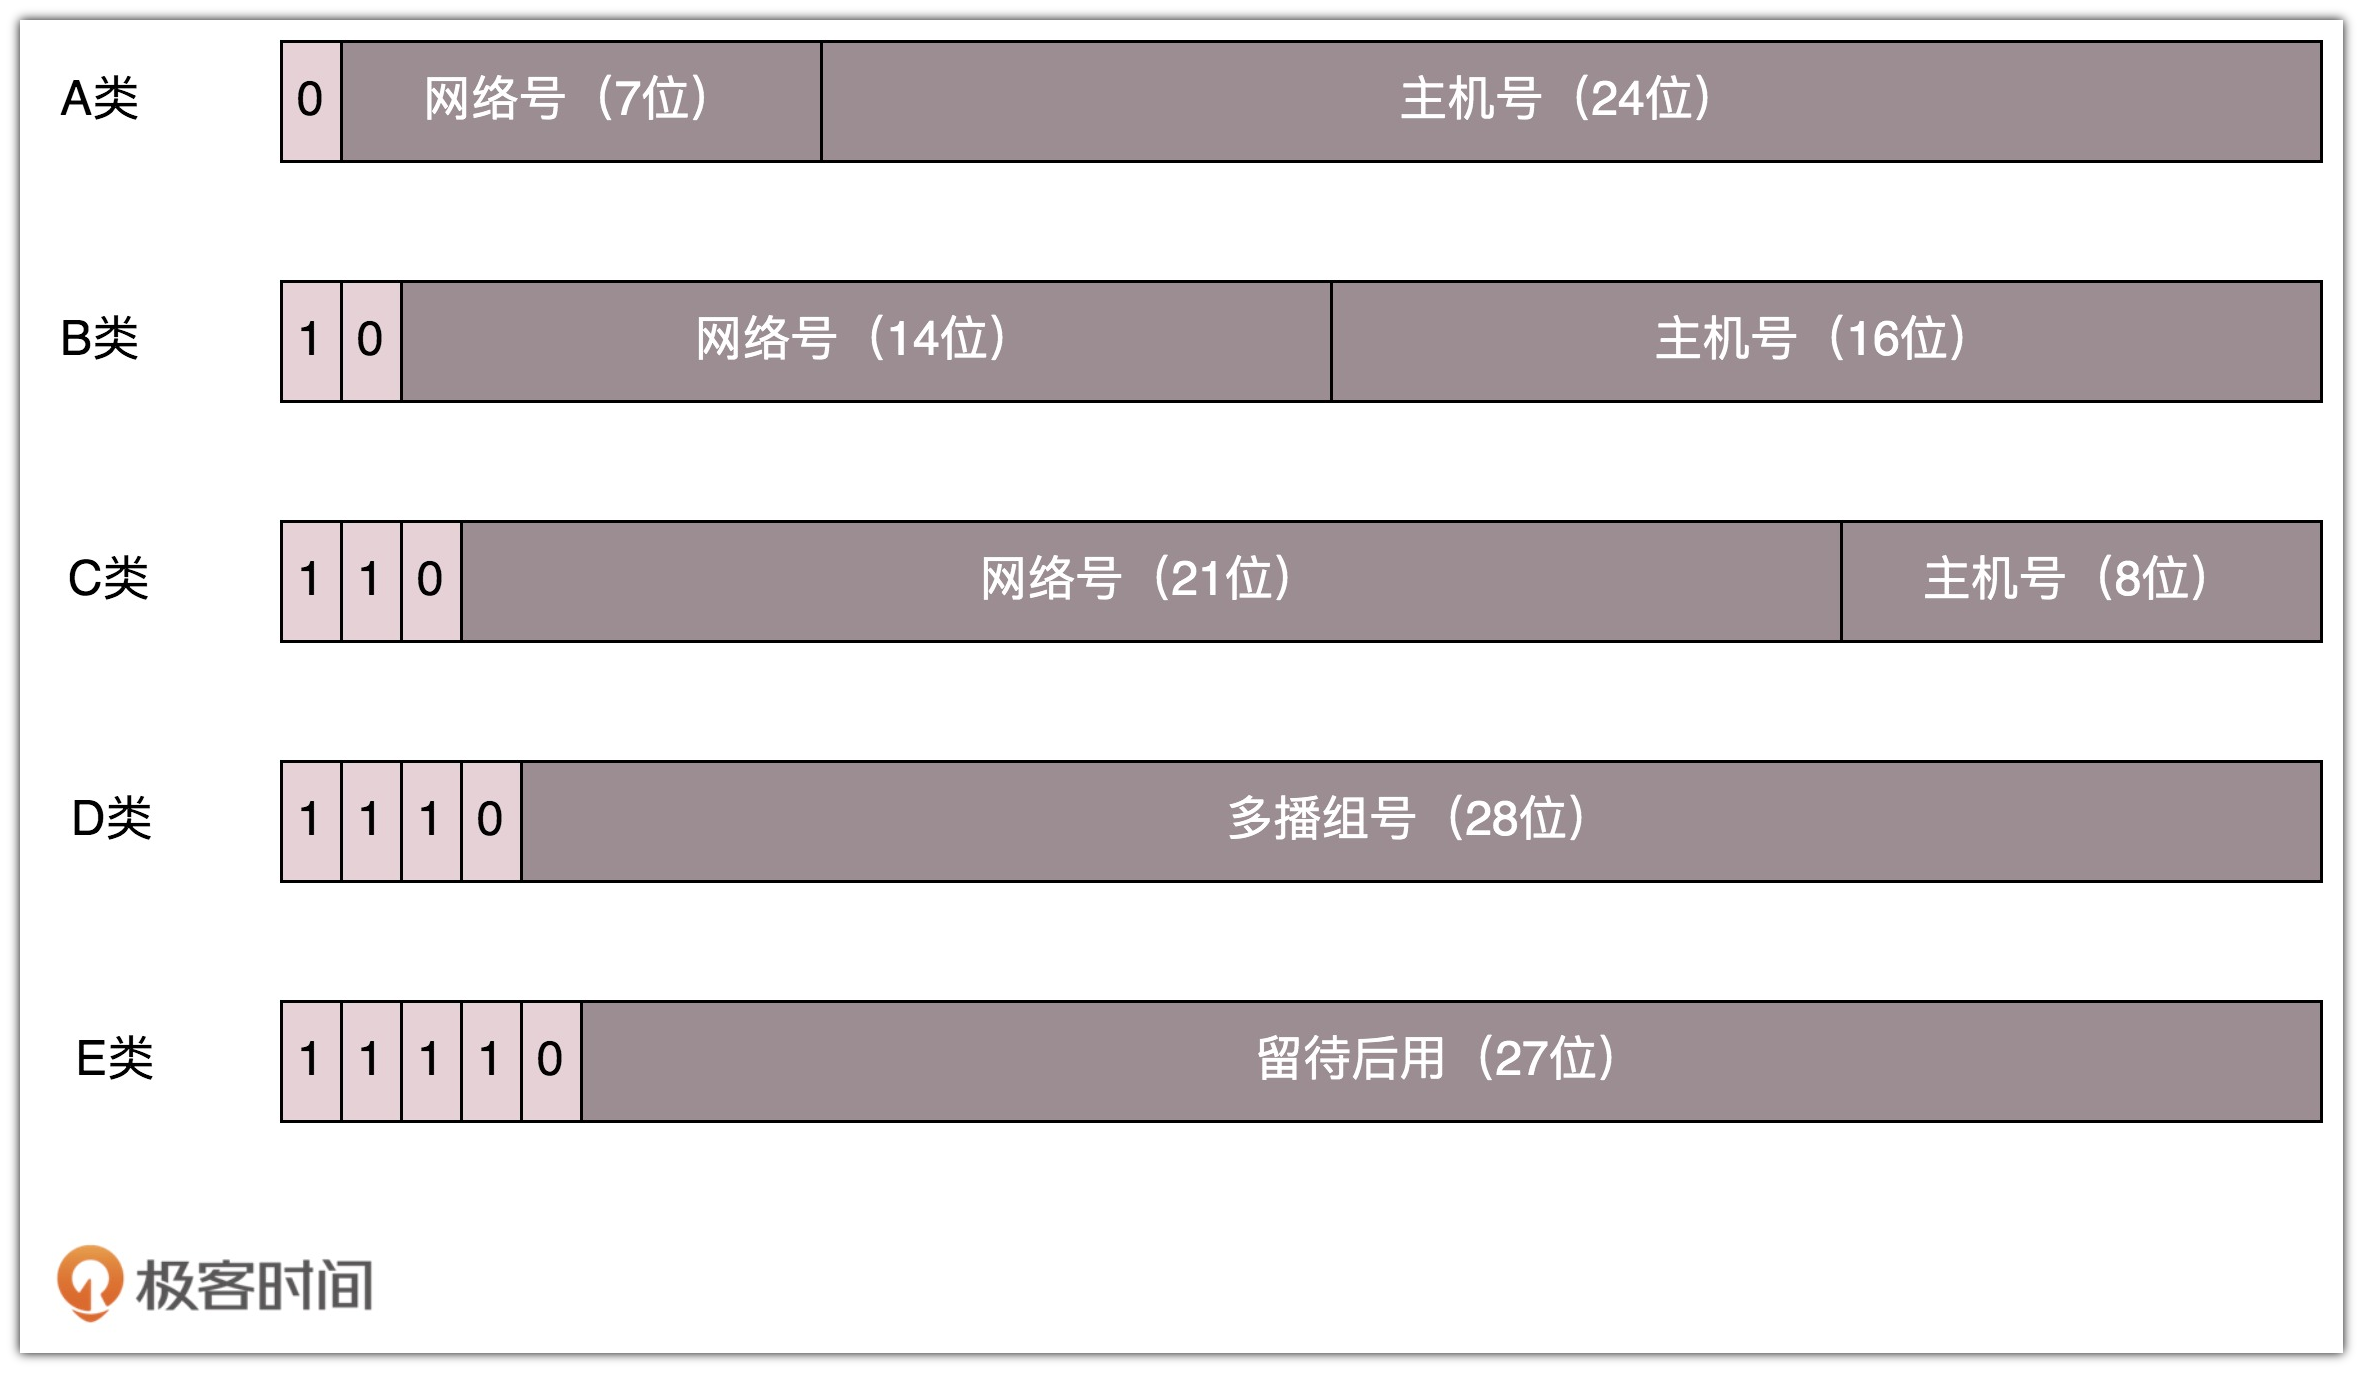 A类 0 网络号（7位） 主机号（24位）
B类 1 0 网络号（14位） 主机号（16位）
C类 1 1 0 网络号（21位） 主机号（8位）
D类 1 1 1 0 多播组号（28位）
E类 1 1 1 1 0 留待后用（27位）
极客时间